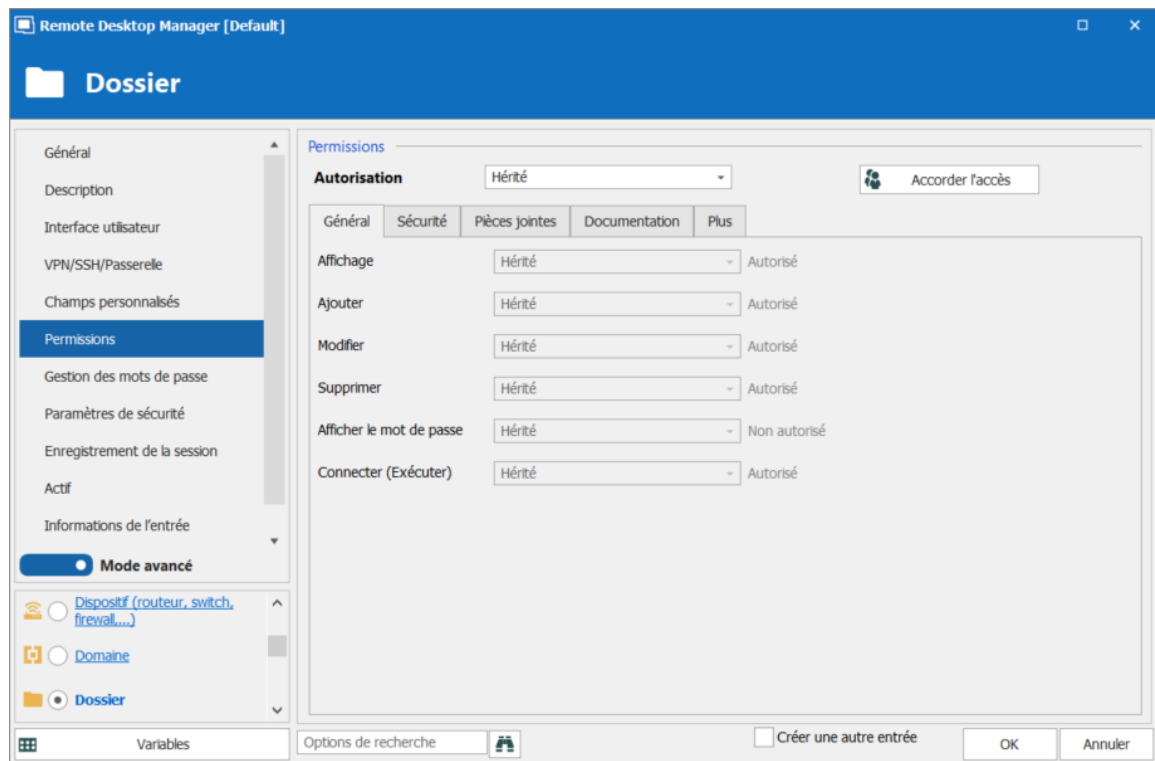 Remote Desktop Manager [Default]
Dossier
Général
Description
Interface utilisateur
VPN/SSH/Passerelle
Champs personnalisés
Permissions
Gestion des mots de passe
Paramètres de sécurité
Enregistrement de la session
Actif
Informations de l'entrée
Mode avancé
Dispositif (routeur, switch,
firewall,...)
Domaine
Dossier
Variables
Permissions
Autorisation Hérité Accorder l'accès
Général Sécurité Pièces jointes Documentation Plus
Affichage Hérité Autorisé
Ajouter Hérité Autorisé
Modifier Hérité Autorisé
Supprimer Hérité Autorisé
Afficher le mot de passe Hérité Non autorisé
Connecter (Exécuter) Hérité Autorisé
Options de recherche Créer une autre entrée OK Annuler